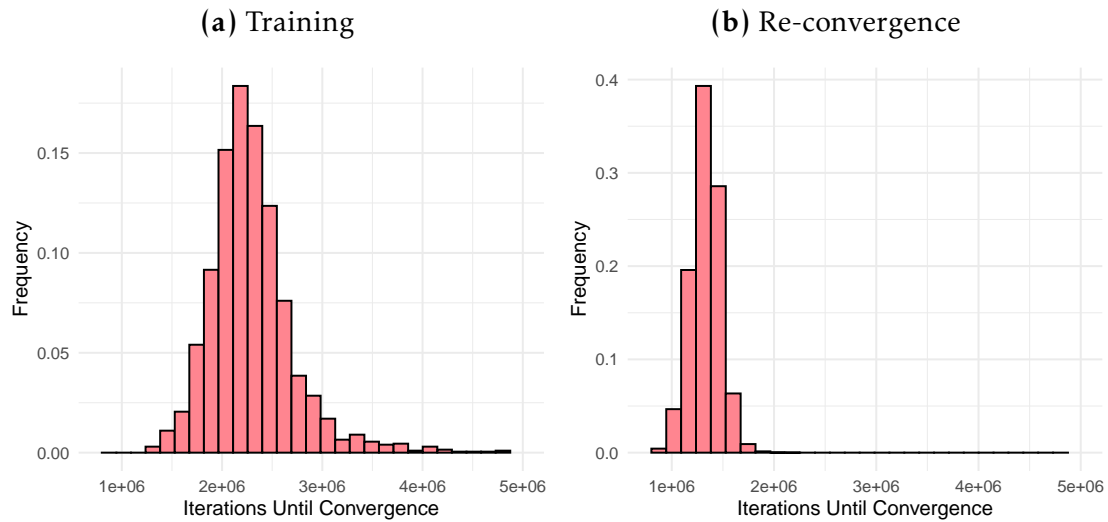 (a) Training
0.15
0.10
0.05
0.00
Frequency
1e+06 2e+06 3e+06 4e+06 5e+06
Iterations Until Convergence
(b) Re-convergence
0.4
0.3
0.2
0.1
0.0
Frequency
1e+06 2e+06 3e+06 4e+06 5e+06
Iterations Until Convergence